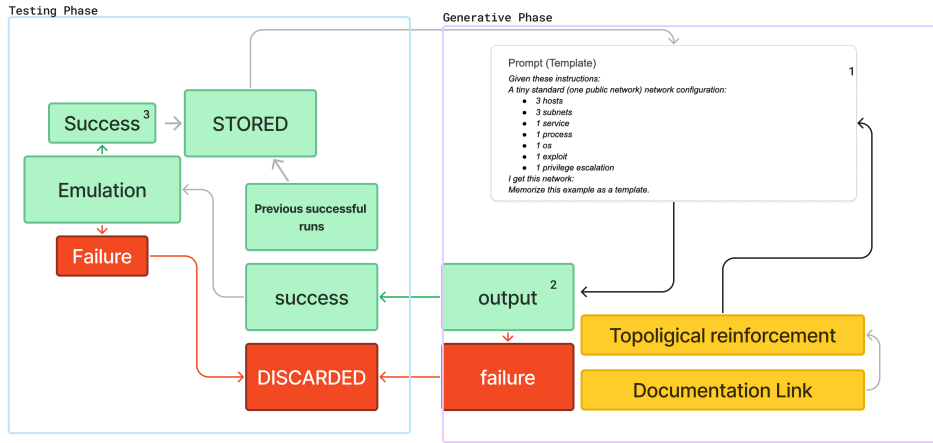 Testing Phase
Generative Phase
Prompt (Template)
1
Given these instructions:
A tiny standard (one public network) network configuration:
● 3 hosts
● 3 subnets
● 1 service
● 1 process
● 1 os
● 1 exploit
● 1 privilege escalation
I get this network:
Memorize this example as a template.
Success 3
STORED
Emulation
Previous successful
runs
Failure
success
output 2
Topoligical reinforcement
DISCARDED
failure
Documentation Link